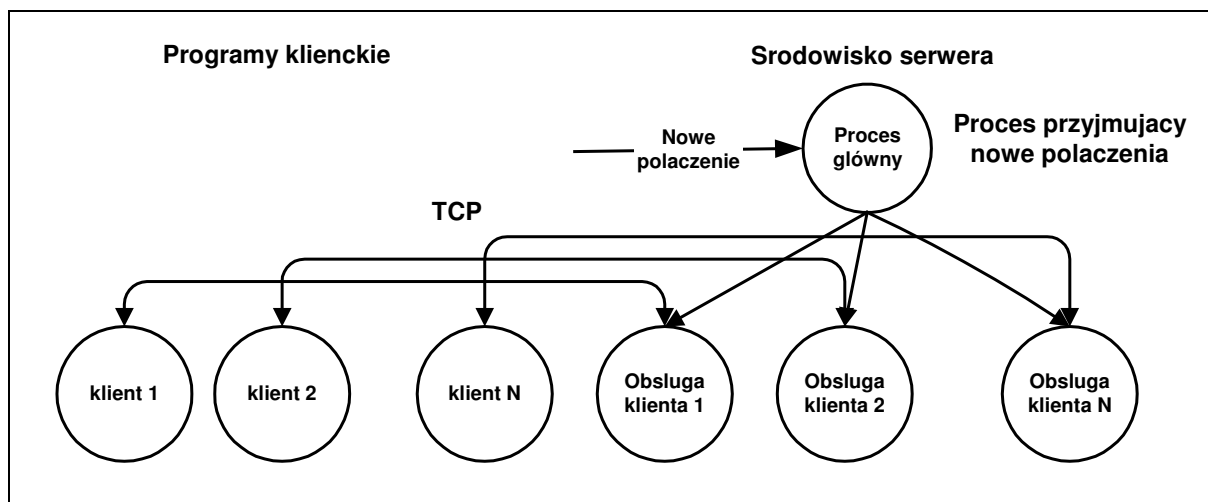 Programy klienckie
Srodowisko serwera
Nowe
polaczenie
Proces
glówny
Proces przyjmujacy
nowe polaczenia
TCP
klient 1
klient 2
klient N
Obsluga
klienta 1
Obsluga
klienta 2
Obsluga
klienta N